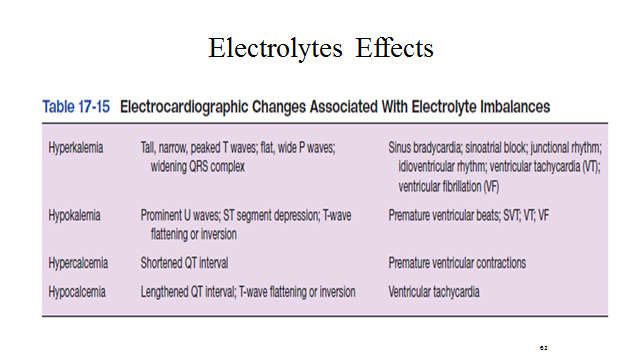 Electrolytes Effects
Table 17-15 Electrocardiographic Changes Associated With Electrolyte Imbalances
Hyperkalemia Tall, narrow, peaked T waves; flat, wide P waves; Sinus bradycardia; sinoatrial block; junctional rhythm;
widening QRS complex idioventricular rhythm; ventricular tachycardia (VT);
ventricular fibrillation (VF)
Hypokalemia Prominent U waves; ST segment depression; T-wave Premature ventricular beats; SVT; VT; VF
flattening or inversion
Hypercalcemia Shortened QT interval Premature ventricular contractions
Hypocalcemia Lengthened QT interval; T-wave flattening or inversion Ventricular tachycardia
62